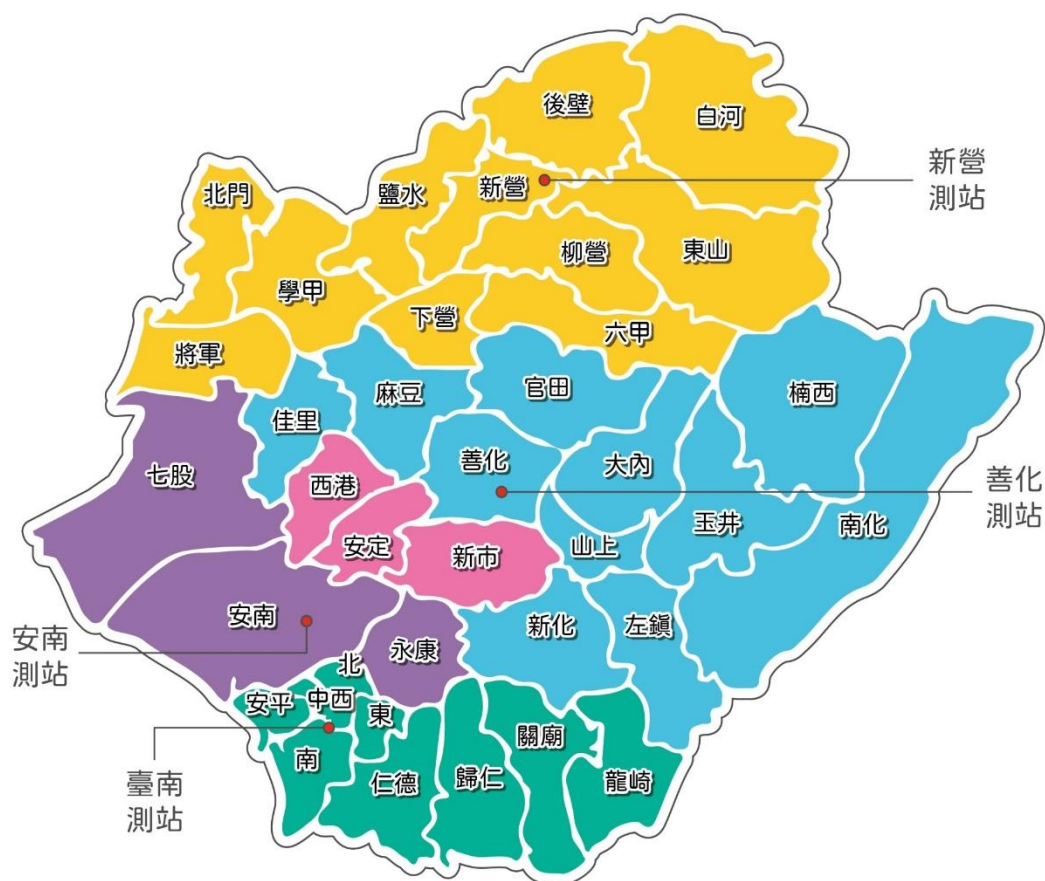 後壁
白河
新營
測站
北門
鹽水
新營
柳營
東山
學甲
下營
六甲
將軍
麻豆
官田
楠西
佳里
七股
善化
大內
西港
善化
測站
玉井
南化
安定
新市
山上
安南
新化
左鎮
安南
測站
永康
北
安平
中西
東
關廟
南
仁德
歸仁
龍崎
臺南
測站